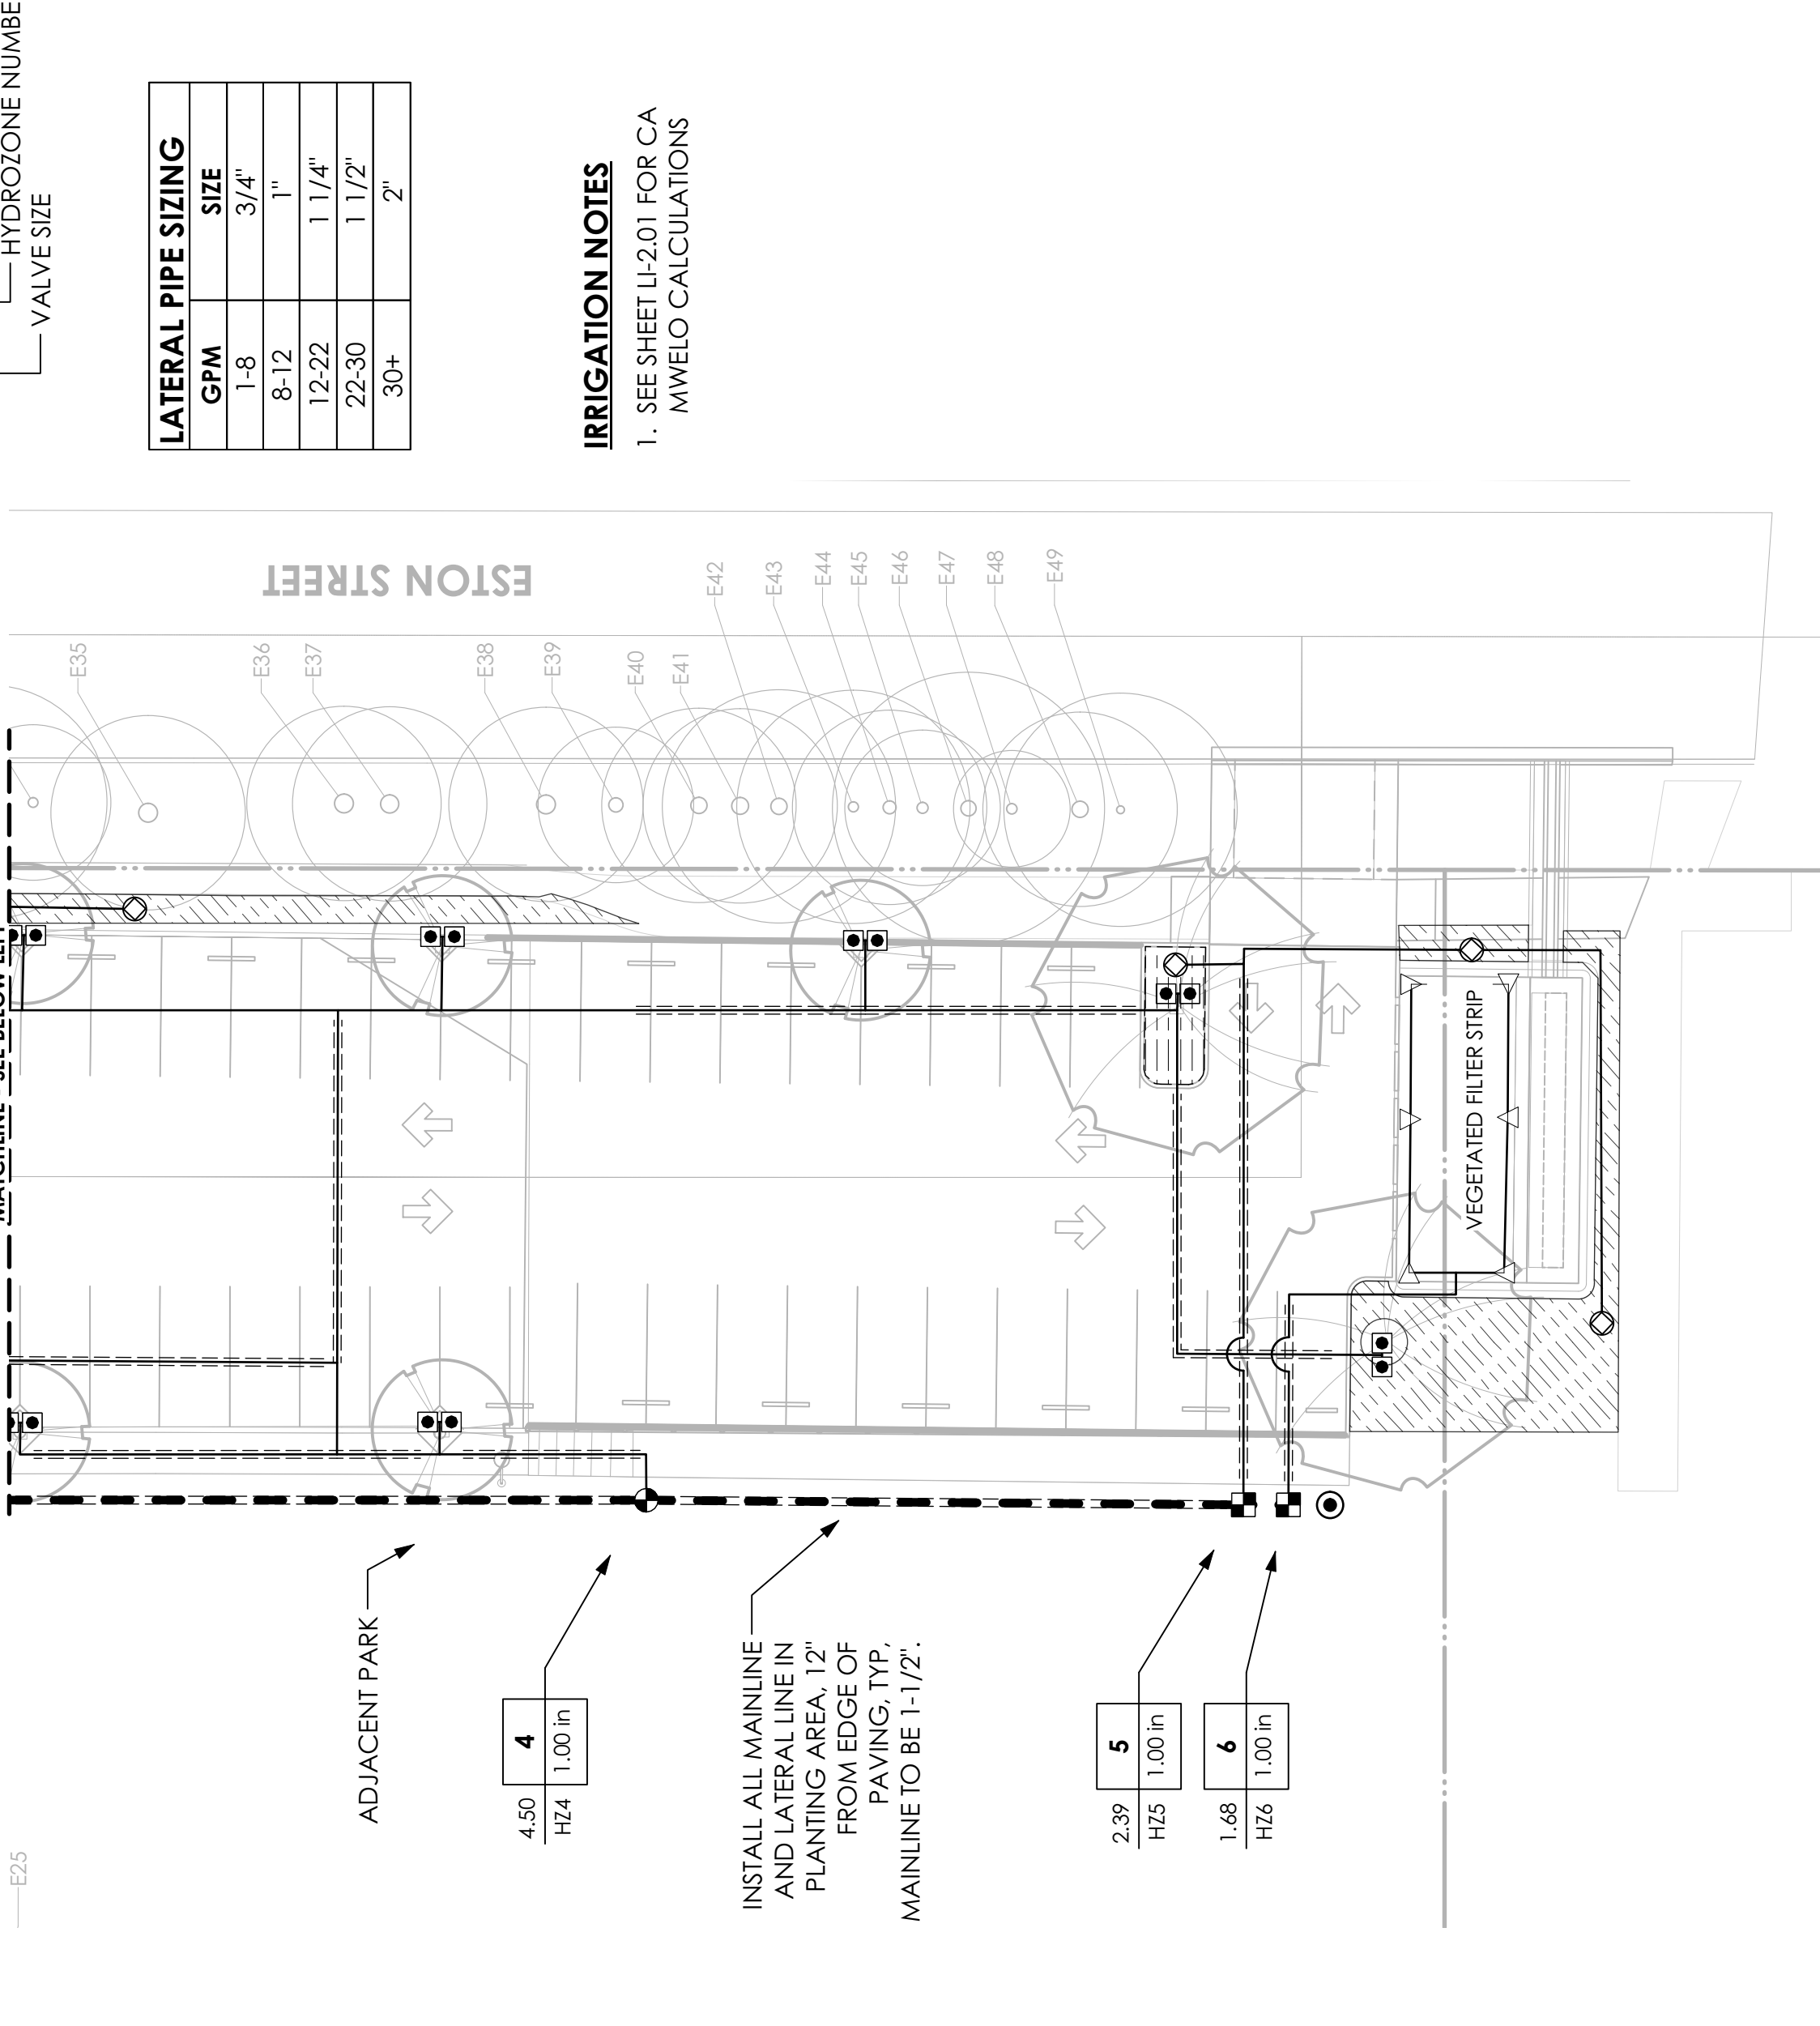 HYDROZONE NUMBE
VALVE SIZE
LATERAL PIPE SIZING
GPM SIZE
1-8 3/4"
8-12 1"
12-22 1 1/4"
22-30 1 1/2"
30+ 2"
IRRIGATION NOTES
1. SEE SHEET LI-2.01 FOR CA
MWELO CALCULATIONS
ESTON STREET
E35
E36
E37
E38
E39
E40
E41
E42
E43
E44
E45
E46
E47
E48
E49
MATCHLINE - SEE BELOW LEFT
VEGETATED FILTER STRIP
ADJACENT PARK
4
4.50
HZ4
1.00 in
INSTALL ALL MAINLINE
AND LATERAL LINE IN
PLANTING AREA, 12"
FROM EDGE OF
PAVING, TYP,
MAINLINE TO BE 1-1/2".
5
2.39
HZ5
1.00 in
6
1.68
HZ6
1.00 in
E25